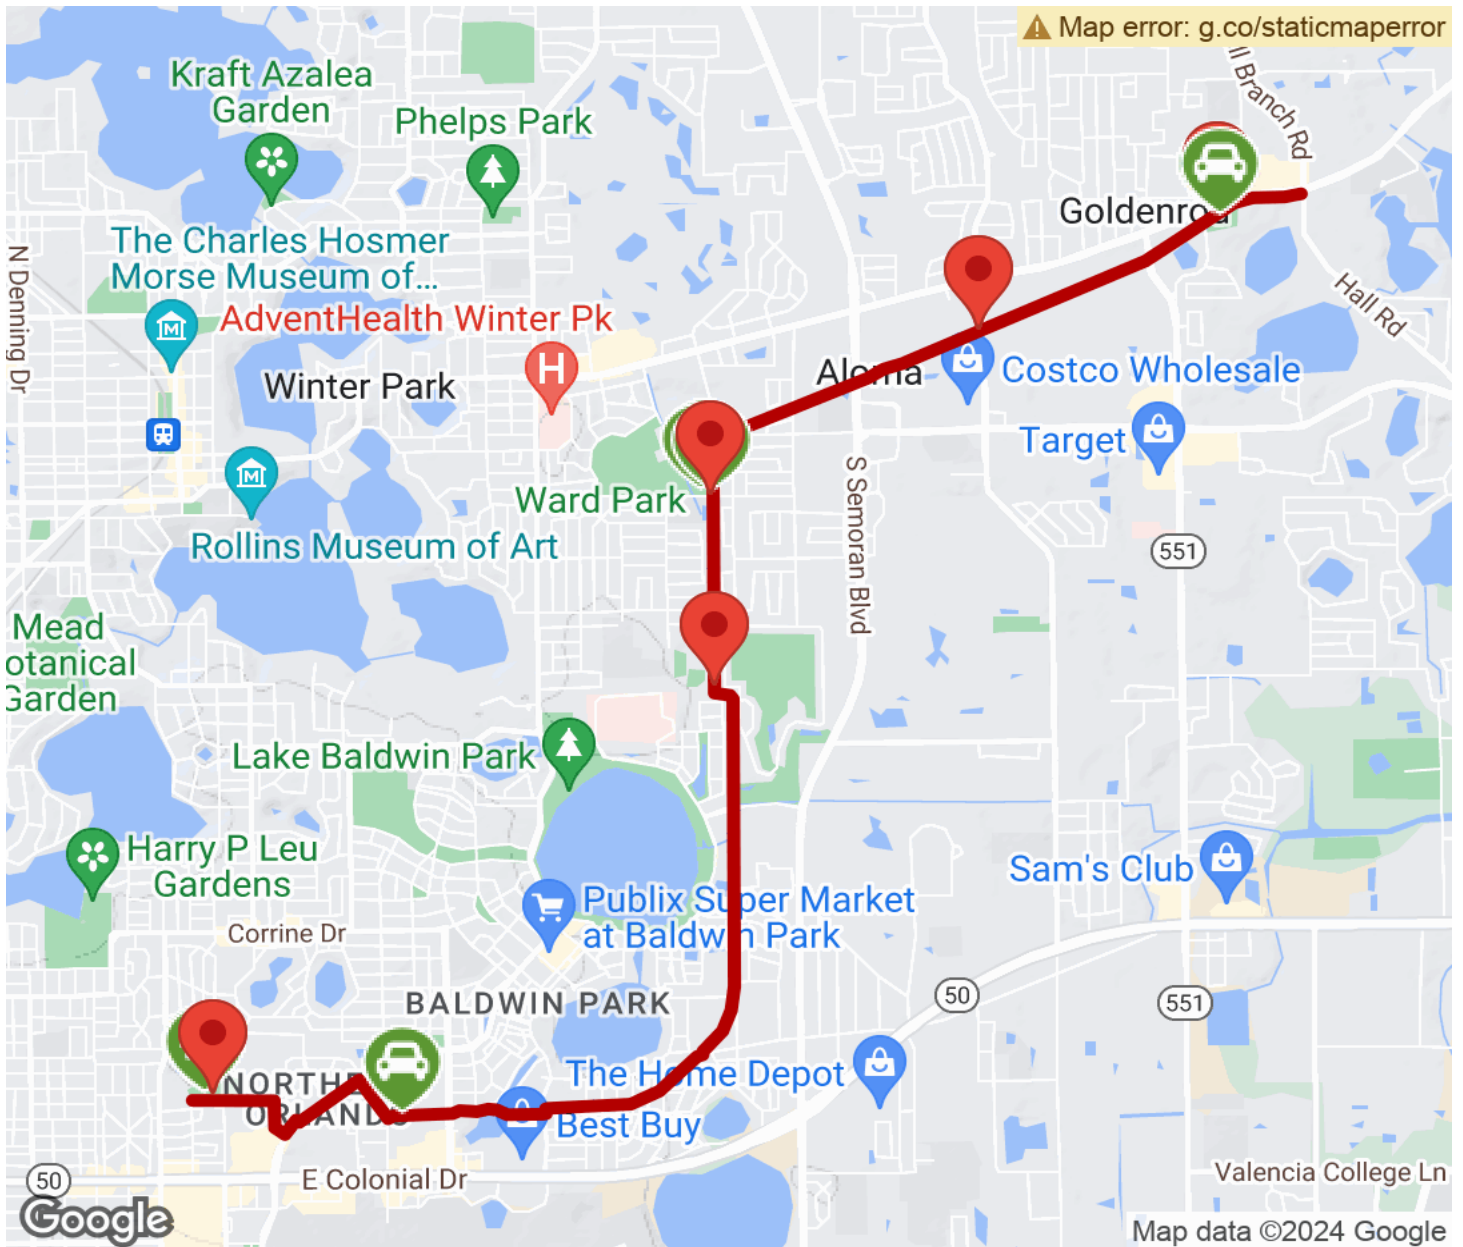 Map error: g.co/staticmaperror
ll Branch Rd
Kraft Azalea
Garden
Phelps Park
Goldenrod
The Charles Hosmer
Morse Museum of...
N Denning Dr
Hall Rd
AdventHealth Winter Pk
H
Winter Park
Aloma
Costco Wholesale
Target
Ward Park
S Semoran Blvd
Rollins Museum of Art
551
Mead
otanical
Garden
Lake Baldwin Park
Harry P Leu
Gardens
Sam's Club
Publix Super Market
at Baldwin Park
Corrine Dr
BALDWIN PARK
50
551
The Home Depot
Best Buy
E Colonial Dr
50
Valencia College Ln
Google
Map data ©2024 Google